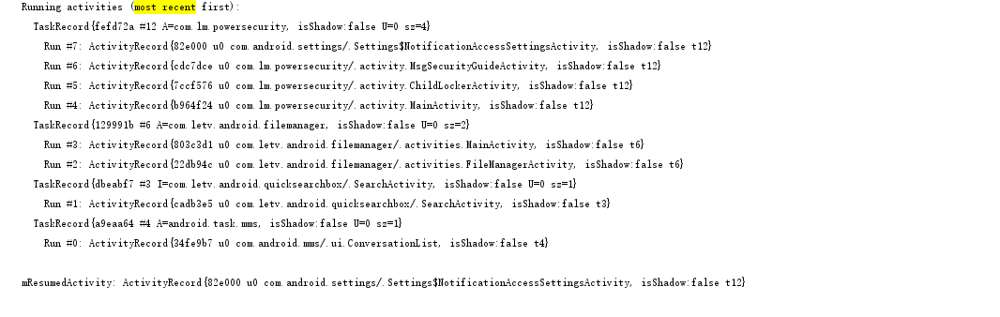 Running activities (most recent first):
TaskRecord{fefd72a #12 A=com.lm.powersecurity, isShadow:false U=0 sz=4}
Run #7: ActivityRecord{82e000 u0 com.android.settings/.Settings$NotificationAccessSettingsActivity, isShadow:false t12}
Run #6: ActivityRecord{cdc7dce u0 com.lm.powersecurity/.activity.MsgSecurityGuideActivity, isShadow:false t12}
Run #5: ActivityRecord{7ccf576 u0 com.lm.powersecurity/.activity.ChildLockerActivity, isShadow:false t12}
Run #4: ActivityRecord{b964f24 u0 com.lm.powersecurity/.activity.MainActivity, isShadow:false t12}
TaskRecord{129991b #6 A=com.letv.android.filemanager, isShadow:false U=0 sz=2}
Run #3: ActivityRecord{803c3d1 u0 com.letv.android.filemanager/.activities.MainActivity, isShadow:false t6}
Run #2: ActivityRecord{22db94c u0 com.letv.android.filemanager/.activities.FileManagerActivity, isShadow:false t6}
TaskRecord{dbeabf7 #3 I=com.letv.android.quicksearchbox/.SearchActivity, isShadow:false U=0 sz=1}
Run #1: ActivityRecord{cadb3e5 u0 com.letv.android.quicksearchbox/.SearchActivity, isShadow:false t3}
TaskRecord{a9eaa64 #4 A=android.task.mms, isShadow:false U=0 sz=1}
Run #0: ActivityRecord{34fe9b7 u0 com.android.mms/.ui.ConversationList, isShadow:false t4}
mResumedActivity: ActivityRecord{82e000 u0 com.android.settings/.Settings$NotificationAccessSettingsActivity, isShadow:false t12}